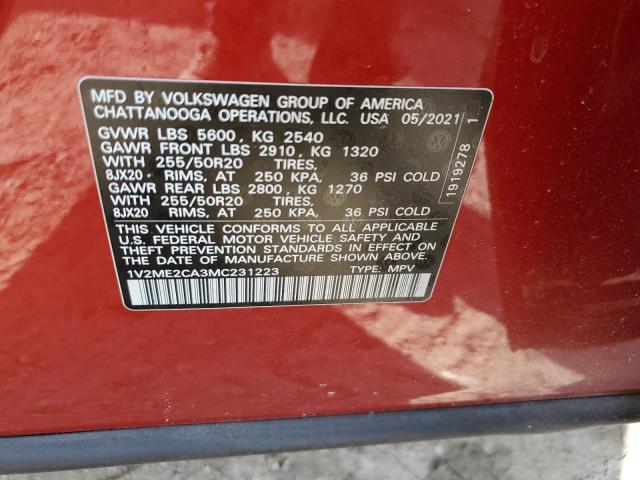 MFD BY VOLKSWAGEN GROUP OF AMERICA
CHATTANOOGA OPERATIONS, LLC. USA 05/2021
GVWR LBS 5600, KG 2540
GAWR FRONT LBS 2910, KG 1320
WITH 255/50R20 TIRES,
8JX20 RIMS, AT 250 KPA, 36 PSI COLD
GAWR REAR LBS 2800, KG 1270
WITH 255/50R20 TIRES,
8JX20 RIMS, AT 250 KPA, 36 PSI COLD
THIS VEHICLE CONFORMS TO ALL APPLICABLE
U.S. FEDERAL MOTOR VEHICLE SAFETY AND
THEFT PREVENTION STANDARDS IN EFFECT ON
THE DATE OF MANUFACTURE SHOWN ABOVE.
1V2ME2CA3MC231223 TYPE: MPV
1919278 1